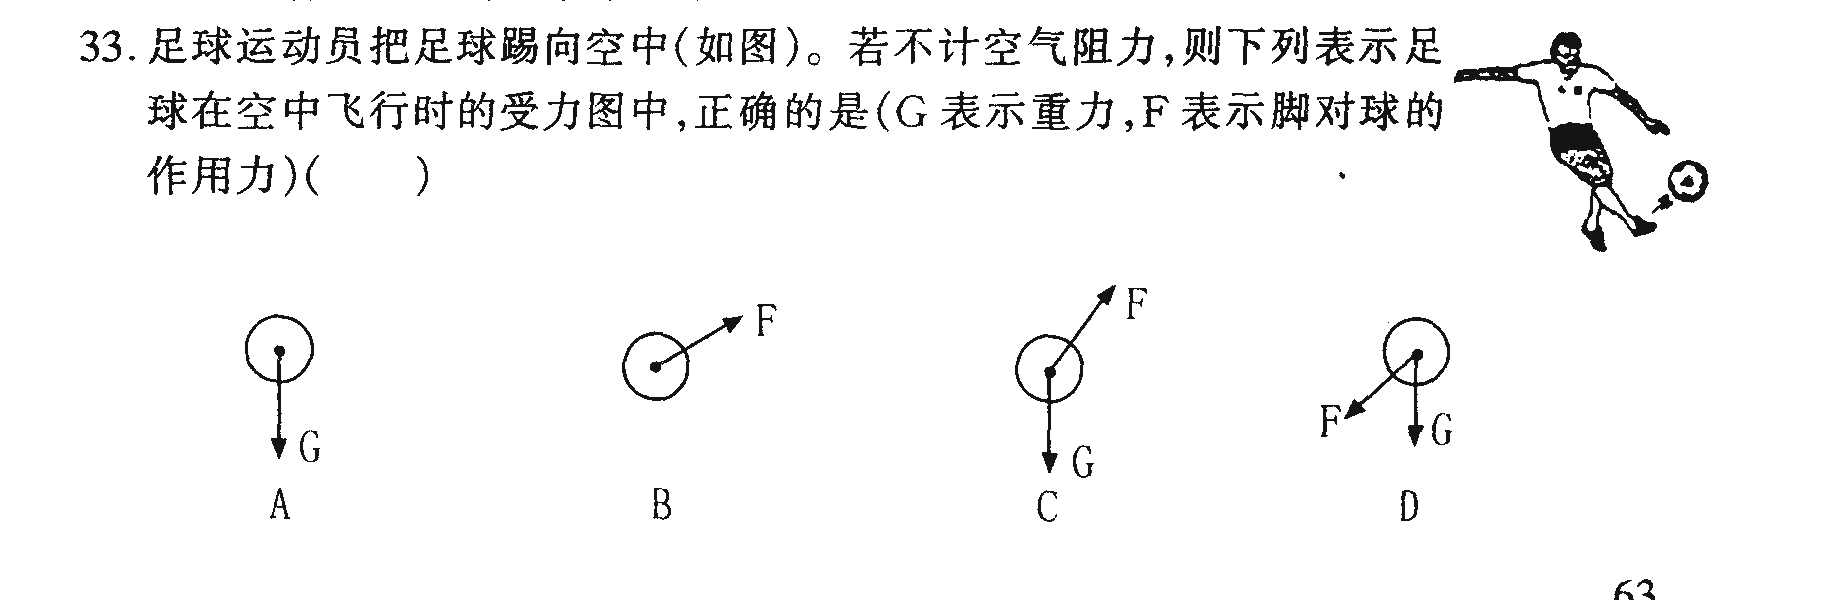 33. 足球运动员把足球踢向空中(如图)。若不计空气阻力,则下列表示足
球在空中飞行时的受力图中,正确的是(G 表示重力,F 表示脚对球的
作用力)(    )
F
F
F
G
G
G
A
B
C
D
63